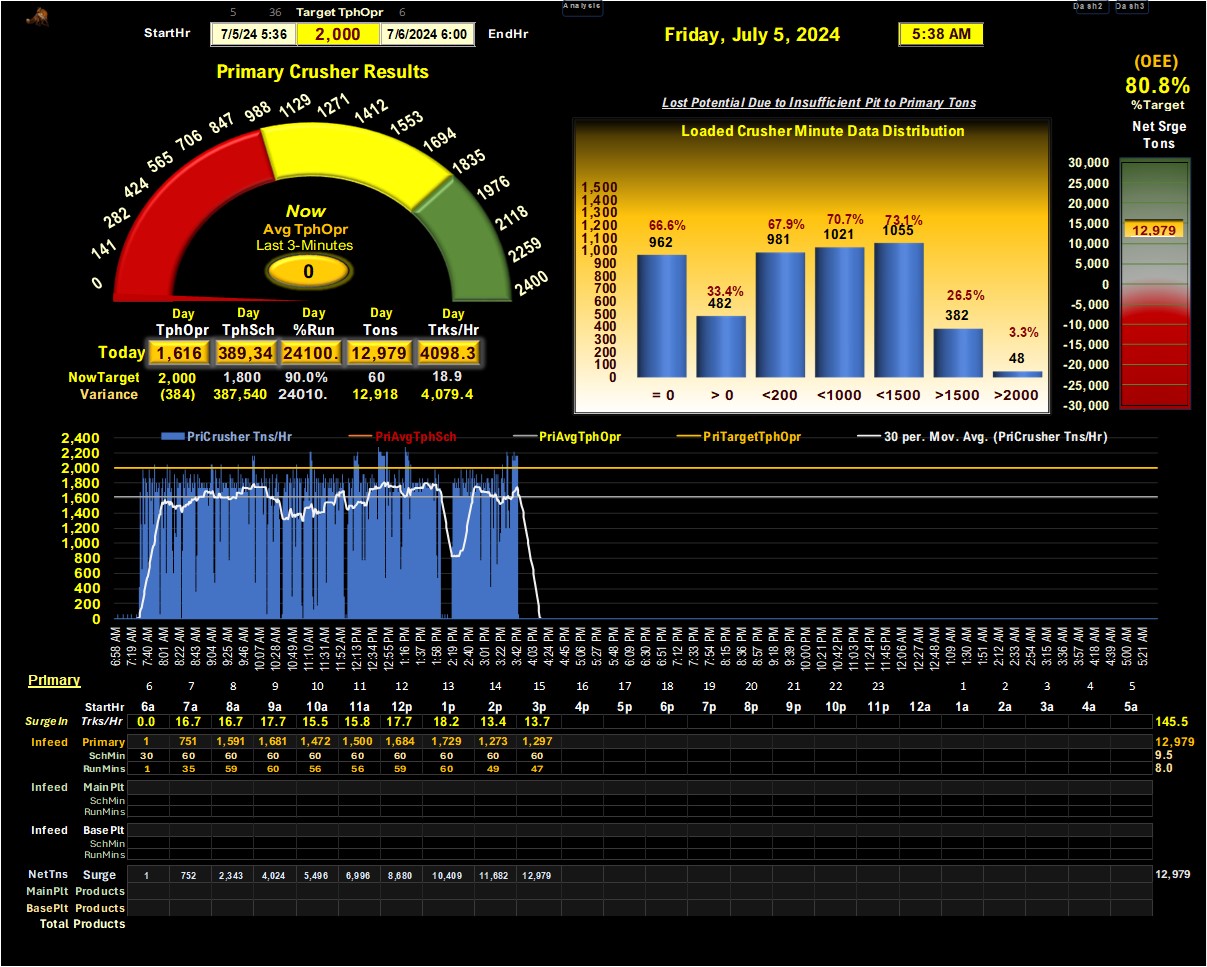 Analysis
Dash2 Dash3
5 36 Target TphOpr 6
StartHr 7/5/24 5:36 2,000 7/6/2024 6:00 EndHr
Friday, July 5, 2024
5:38 AM
(OEE)
80.8%
%Target
Net Srge
Tons
Primary Crusher Results
0 141 282 424 565 706 847 988 1129 1271 1412 1553 1694 1835 1976 2118 2259 2400
Now
Avg TphOpr
Last 3-Minutes
0
Day Day Day Day Day
TphOpr TphSch %Run Tons Trks/Hr
Today 1,616 389,34 24100. 12,979 4098.3
NowTarget 2,000 1,800 90.0% 60 18.9
Variance (384) 387,540 24010. 12,918 4,079.4
Lost Potential Due to Insufficient Pit to Primary Tons
Loaded Crusher Minute Data Distribution
1,500
1,400
1,300
1,200
1,100
1,000
900
800
700
600
500
400
300
200
100
0
66.6% 33.4% 67.9% 70.7% 73.1% 26.5% 3.3%
962 482 981 1021 1055 382 48
= 0 > 0 <200 <1000 <1500 >1500 >2000
30,000
25,000
20,000
15,000
12,979
10,000
5,000
0
-5,000
-10,000
-15,000
-20,000
-25,000
-30,000
PriCrusher Tns/Hr PriAvgTphSch PriAvgTphOpr PriTargetTphOpr 30 per. Mov. Avg. (PriCrusher Tns/Hr)
2,400
2,200
2,000
1,800
1,600
1,400
1,200
1,000
800
600
400
200
0
6:58 AM 7:19 AM 7:40 AM 8:01 AM 8:22 AM 8:43 AM 9:04 AM 9:25 AM 9:46 AM 10:07 AM 10:28 AM 10:49 AM 11:10 AM 11:31 AM 11:52 AM 12:13 PM 12:34 PM 12:55 PM 1:16 PM 1:37 PM 1:58 PM 2:19 PM 2:40 PM 3:01 PM 3:22 PM 3:42 PM 4:03 PM 4:24 PM 4:45 PM 5:06 PM 5:27 PM 5:48 PM 6:09 PM 6:30 PM 6:51 PM 7:12 PM 7:33 PM 7:54 PM 8:15 PM 8:36 PM 8:57 PM 9:18 PM 9:39 PM 10:00 PM 10:21 PM 10:42 PM 11:03 PM 11:24 PM 11:45 PM 12:06 AM 12:27 AM 12:48 AM 1:09 AM 1:30 AM 1:51 AM 2:12 AM 2:33 AM 2:54 AM 3:15 AM 3:36 AM 3:57 AM 4:18 AM 4:39 AM 5:00 AM 5:21 AM
Primary 6 7 8 9 10 11 12 13 14 15 16 17 18 19 20 21 22 23 1 2 3 4 5
StartHr 6a 7a 8a 9a 10a 11a 12p 1p 2p 3p 4p 5p 6p 7p 8p 9p 10p 11p 12a 1a 2a 3a 4a 5a
SurgeIn Trks/Hr 0.0 16.7 16.7 17.7 15.5 15.8 17.7 18.2 13.4 13.7 145.5
Infeed Primary 1 751 1,591 1,681 1,472 1,500 1,684 1,729 1,273 1,297 12,979
SchMin 30 60 60 60 60 60 60 60 60 60 9.5
RunMins 1 35 59 60 56 56 59 60 49 47 8.0
Infeed MainPlt
SchMin
RunMins
Infeed BasePlt
SchMin
RunMins
NetTns Surge 1 752 2,343 4,024 5,496 6,996 8,680 10,409 11,682 12,979 12,979
MainPlt Products
BasePlt Products
Total Products